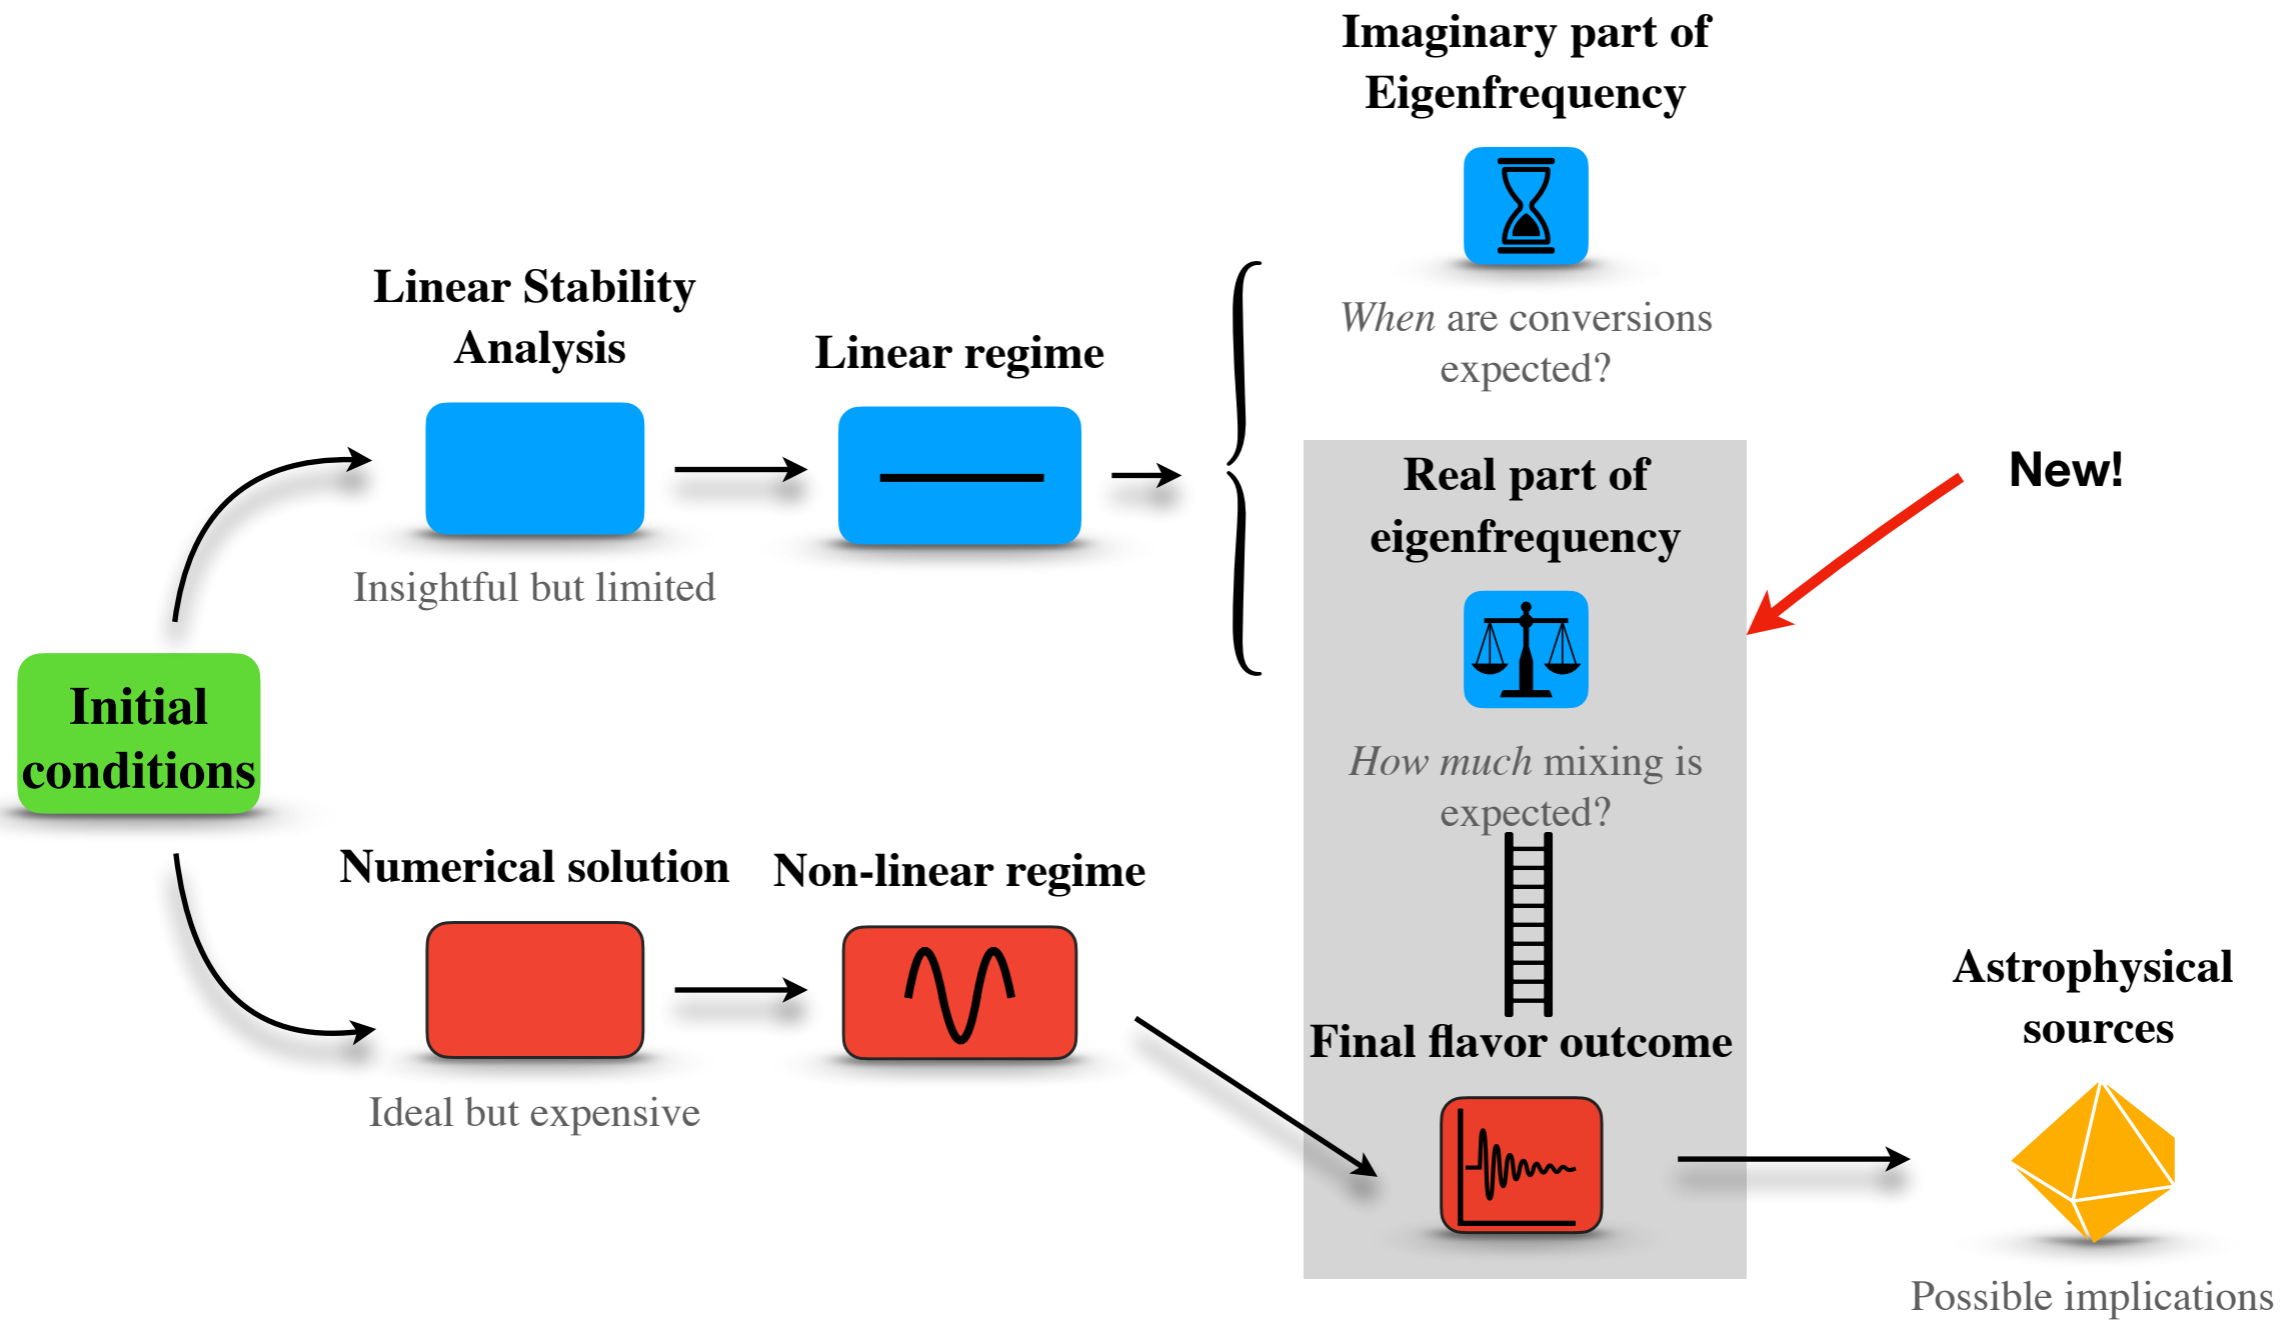 Imaginary part of
Eigenfrequency
When are conversions
expected?
Linear Stability
Analysis
Insightful but limited
Linear regime
Real part of
eigenfrequency
How much mixing is
expected?
New!
Initial
conditions
Numerical solution
Ideal but expensive
Non-linear regime
Final flavor outcome
Astrophysical
sources
Possible implications